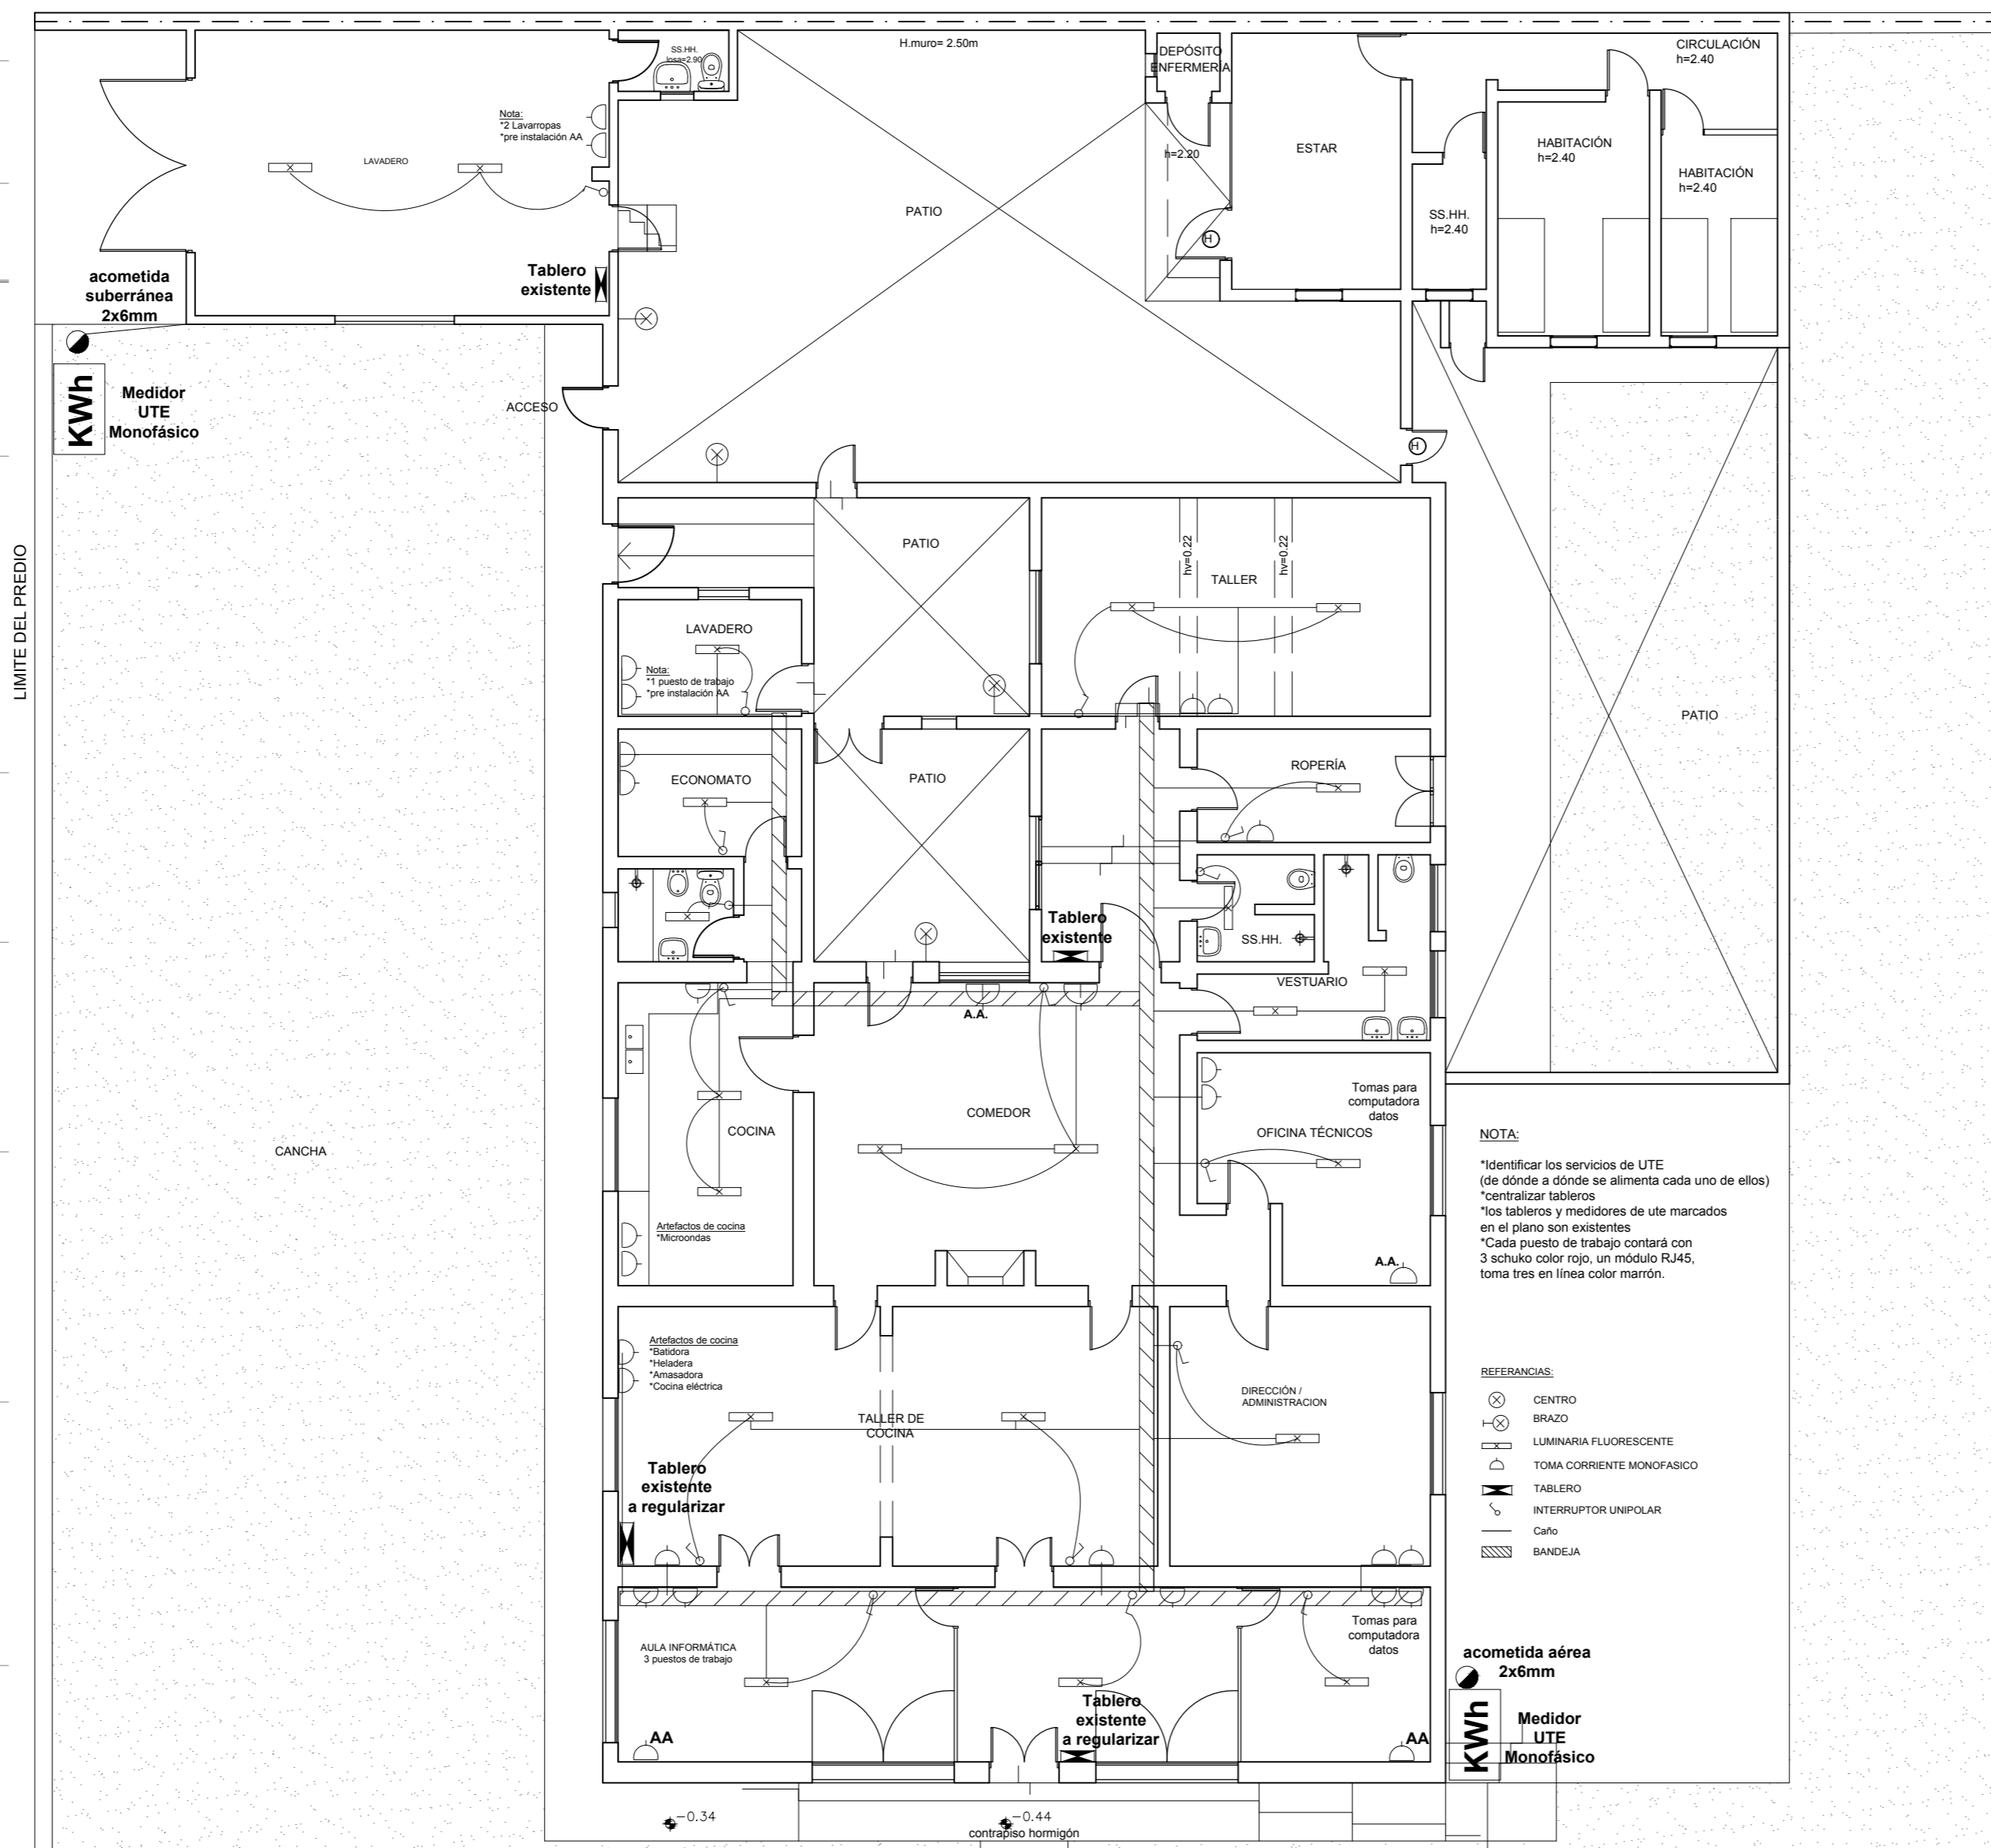 H.muro= 2.50m
SS.HH.
losa=2.90
DEPÓSITO
ENFERMERÍA
CIRCULACIÓN
h=2.40
Nota:
*2 Lavarropas
*pre instalación AA
LAVADERO
h=2.20
ESTAR
HABITACIÓN
h=2.40
HABITACIÓN
h=2.40
PATIO
SS.HH.
h=2.40
H
acometida
suberránea
2x6mm
Tablero
existente
KWh
Medidor
UTE
Monofásico
ACCESO
H
LIMITE DEL PREDIO
PATIO
hv=0.22
hv=0.22
TALLER
LAVADERO
Nota:
*1 puesto de trabajo
*pre instalación AA
PATIO
ECONOMATO
PATIO
ROPERÍA
Tablero
existente
SS.HH.
VESTUARIO
A.A.
COMEDOR
COCINA
CANCHA
Tomas para
computadora
datos
OFICINA TÉCNICOS
A.A.
Artefactos de cocina
*Microondas
NOTA:
*Identificar los servicios de UTE
(de dónde a dónde se alimenta cada uno de ellos)
*centralizar tableros
*los tableros y medidores de ute marcados
en el plano son existentes
*Cada puesto de trabajo contará con
3 schuko color rojo, un módulo RJ45,
toma tres en línea color marrón.
Artefactos de cocina
*Batidora
*Heladera
*Amasadora
*Cocina eléctrica
TALLER DE
COCINA
DIRECCIÓN /
ADMINISTRACION
REFERANCIAS:
CENTRO
BRAZO
LUMINARIA FLUORESCENTE
TOMA CORRIENTE MONOFASICO
TABLERO
INTERRUPTOR UNIPOLAR
Caño
BANDEJA
Tablero
existente
a regularizar
AULA INFORMÁTICA
3 puestos de trabajo
Tomas para
computadora
datos
AA
Tablero
existente
a regularizar
AA
acometida aérea
2x6mm
KWh
Medidor
UTE
Monofásico
-0.34
-0.44
contrapiso hormigón